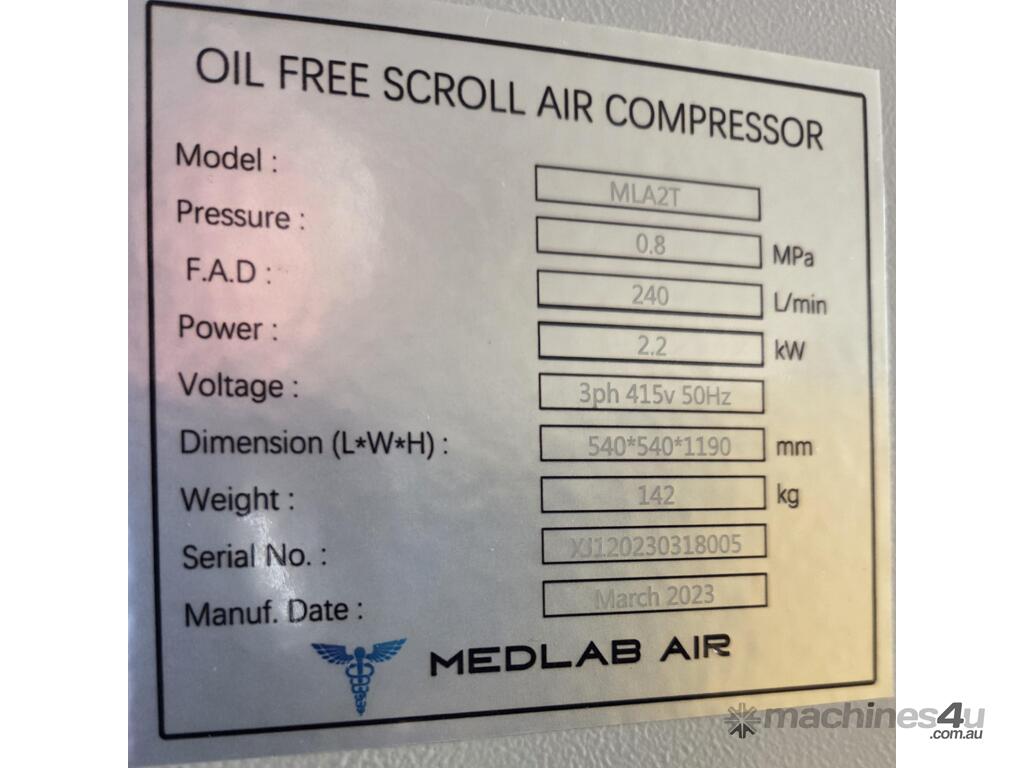 OIL FREE SCROLL AIR COMPRESSOR
Model : MLA2T
Pressure : 0.8 MPa
F.A.D : 240 L/min
Power : 2.2 kW
Voltage : 3ph 415v 50Hz
Dimension (L*W*H) : 540*540*1190 mm
Weight : 142 kg
Serial No. : XJ120230318005
Manuf. Date : March 2023
MEDLAB AIR
machines4u
.com.au